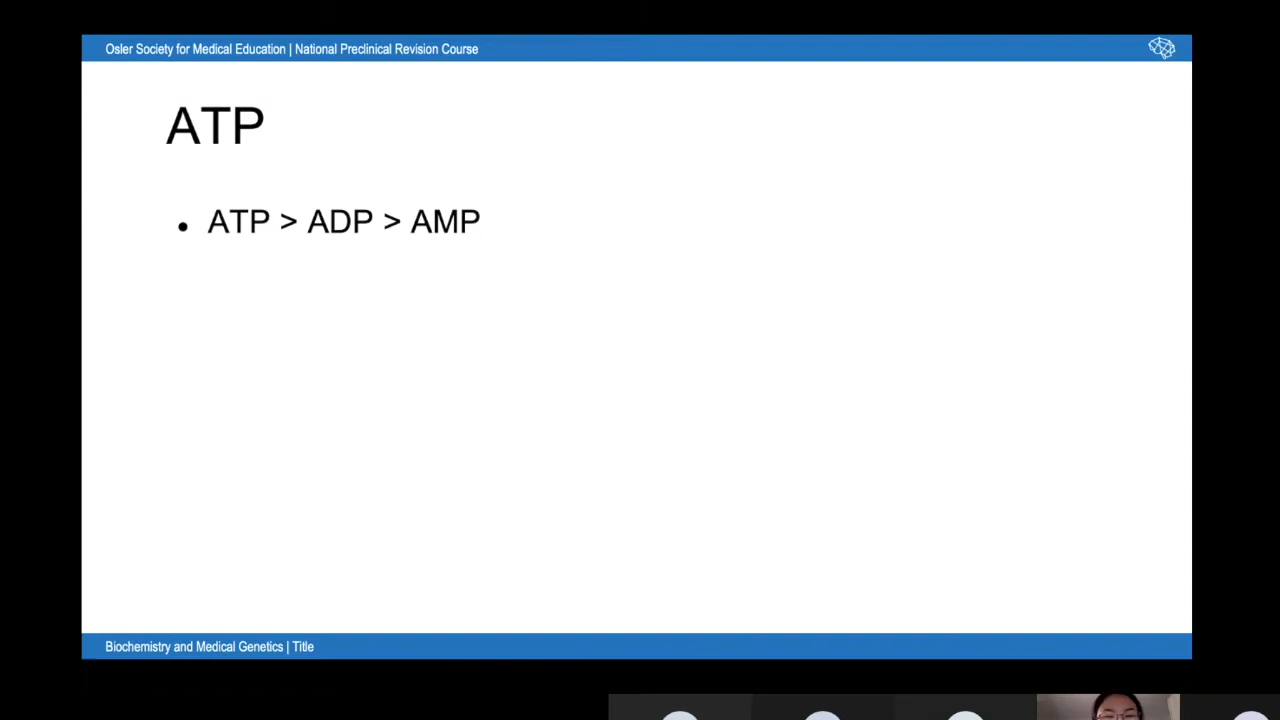 Osler Society for Medical Education | National Preclinical Revision Course
ATP
• ATP > ADP > AMP
Biochemistry and Medical Genetics | Title